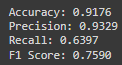 Accuracy: 0.9176
Precision: 0.9329
Recall: 0.6397
F1 Score: 0.7590